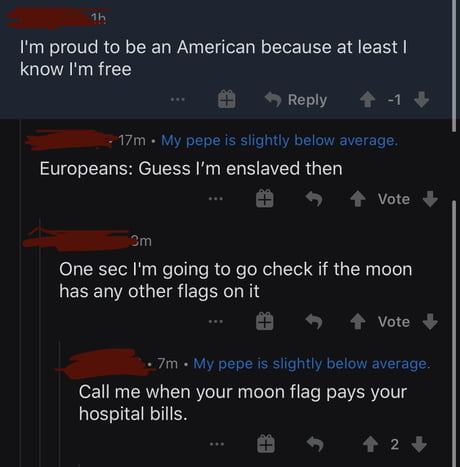 1h
I'm proud to be an American because at least I
know I'm free
... Reply -1
17m • My pepe is slightly below average.
Europeans: Guess I’m enslaved then
... Vote
3m
One sec I'm going to go check if the moon
has any other flags on it
... Vote
• 7m • My pepe is slightly below average.
Call me when your moon flag pays your
hospital bills.
... 2